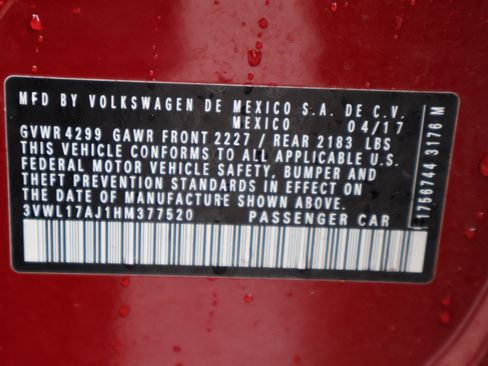 MFD BY VOLKSWAGEN DE MEXICO S.A. DE C.V.
MEXICO 04/17
GVWR 4299 GAWR FRONT 2227 / REAR 2183 LBS
THIS VEHICLE CONFORMS TO ALL APPLICABLE U.S.
FEDERAL MOTOR VEHICLE SAFETY, BUMPER AND
THEFT PREVENTION STANDARDS IN EFFECT ON
THE DATE OF MANUFACTURE SHOWN ABOVE.
3VWL17AJ1HM377520 PASSENGER CAR
1756744 3176 M